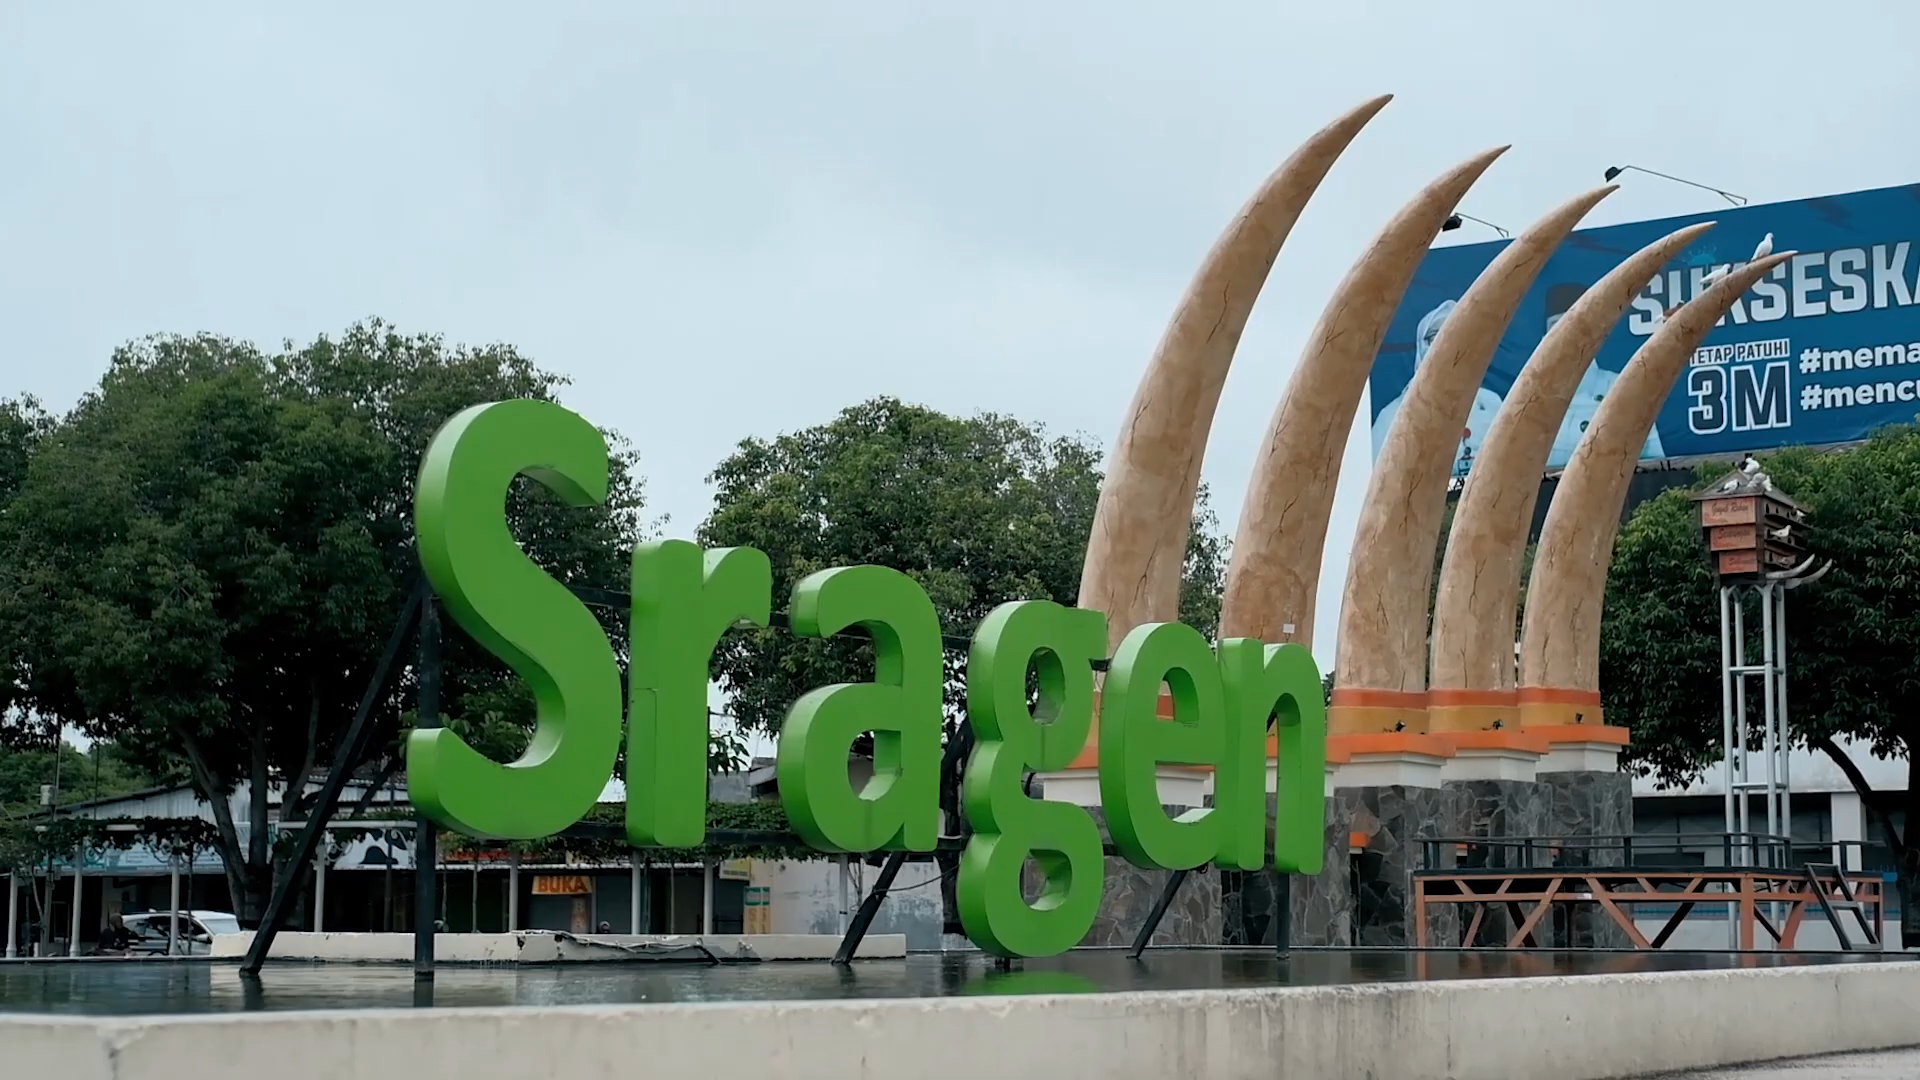 Sragen
SUKSESKA
TETAP PATUHI
3M
#mema
#mencu
BUKA